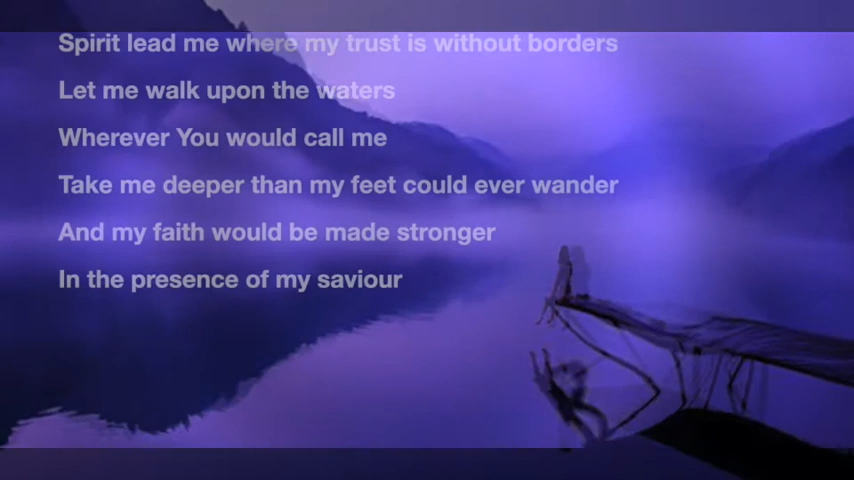 Spirit lead me where my trust is without borders
Let me walk upon the waters
Wherever You would call me
Take me deeper than my feet could ever wander
And my faith would be made stronger
In the presence of my saviour